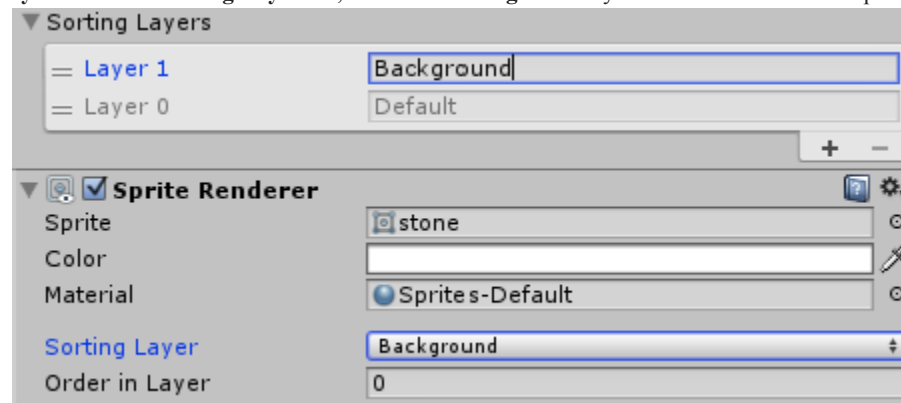 Sorting Layers
Layer 1 Background
Layer 0 Default
+ −
Sprite Renderer
Sprite stone
Color
Material Sprites-Default
Sorting Layer Background
Order in Layer 0